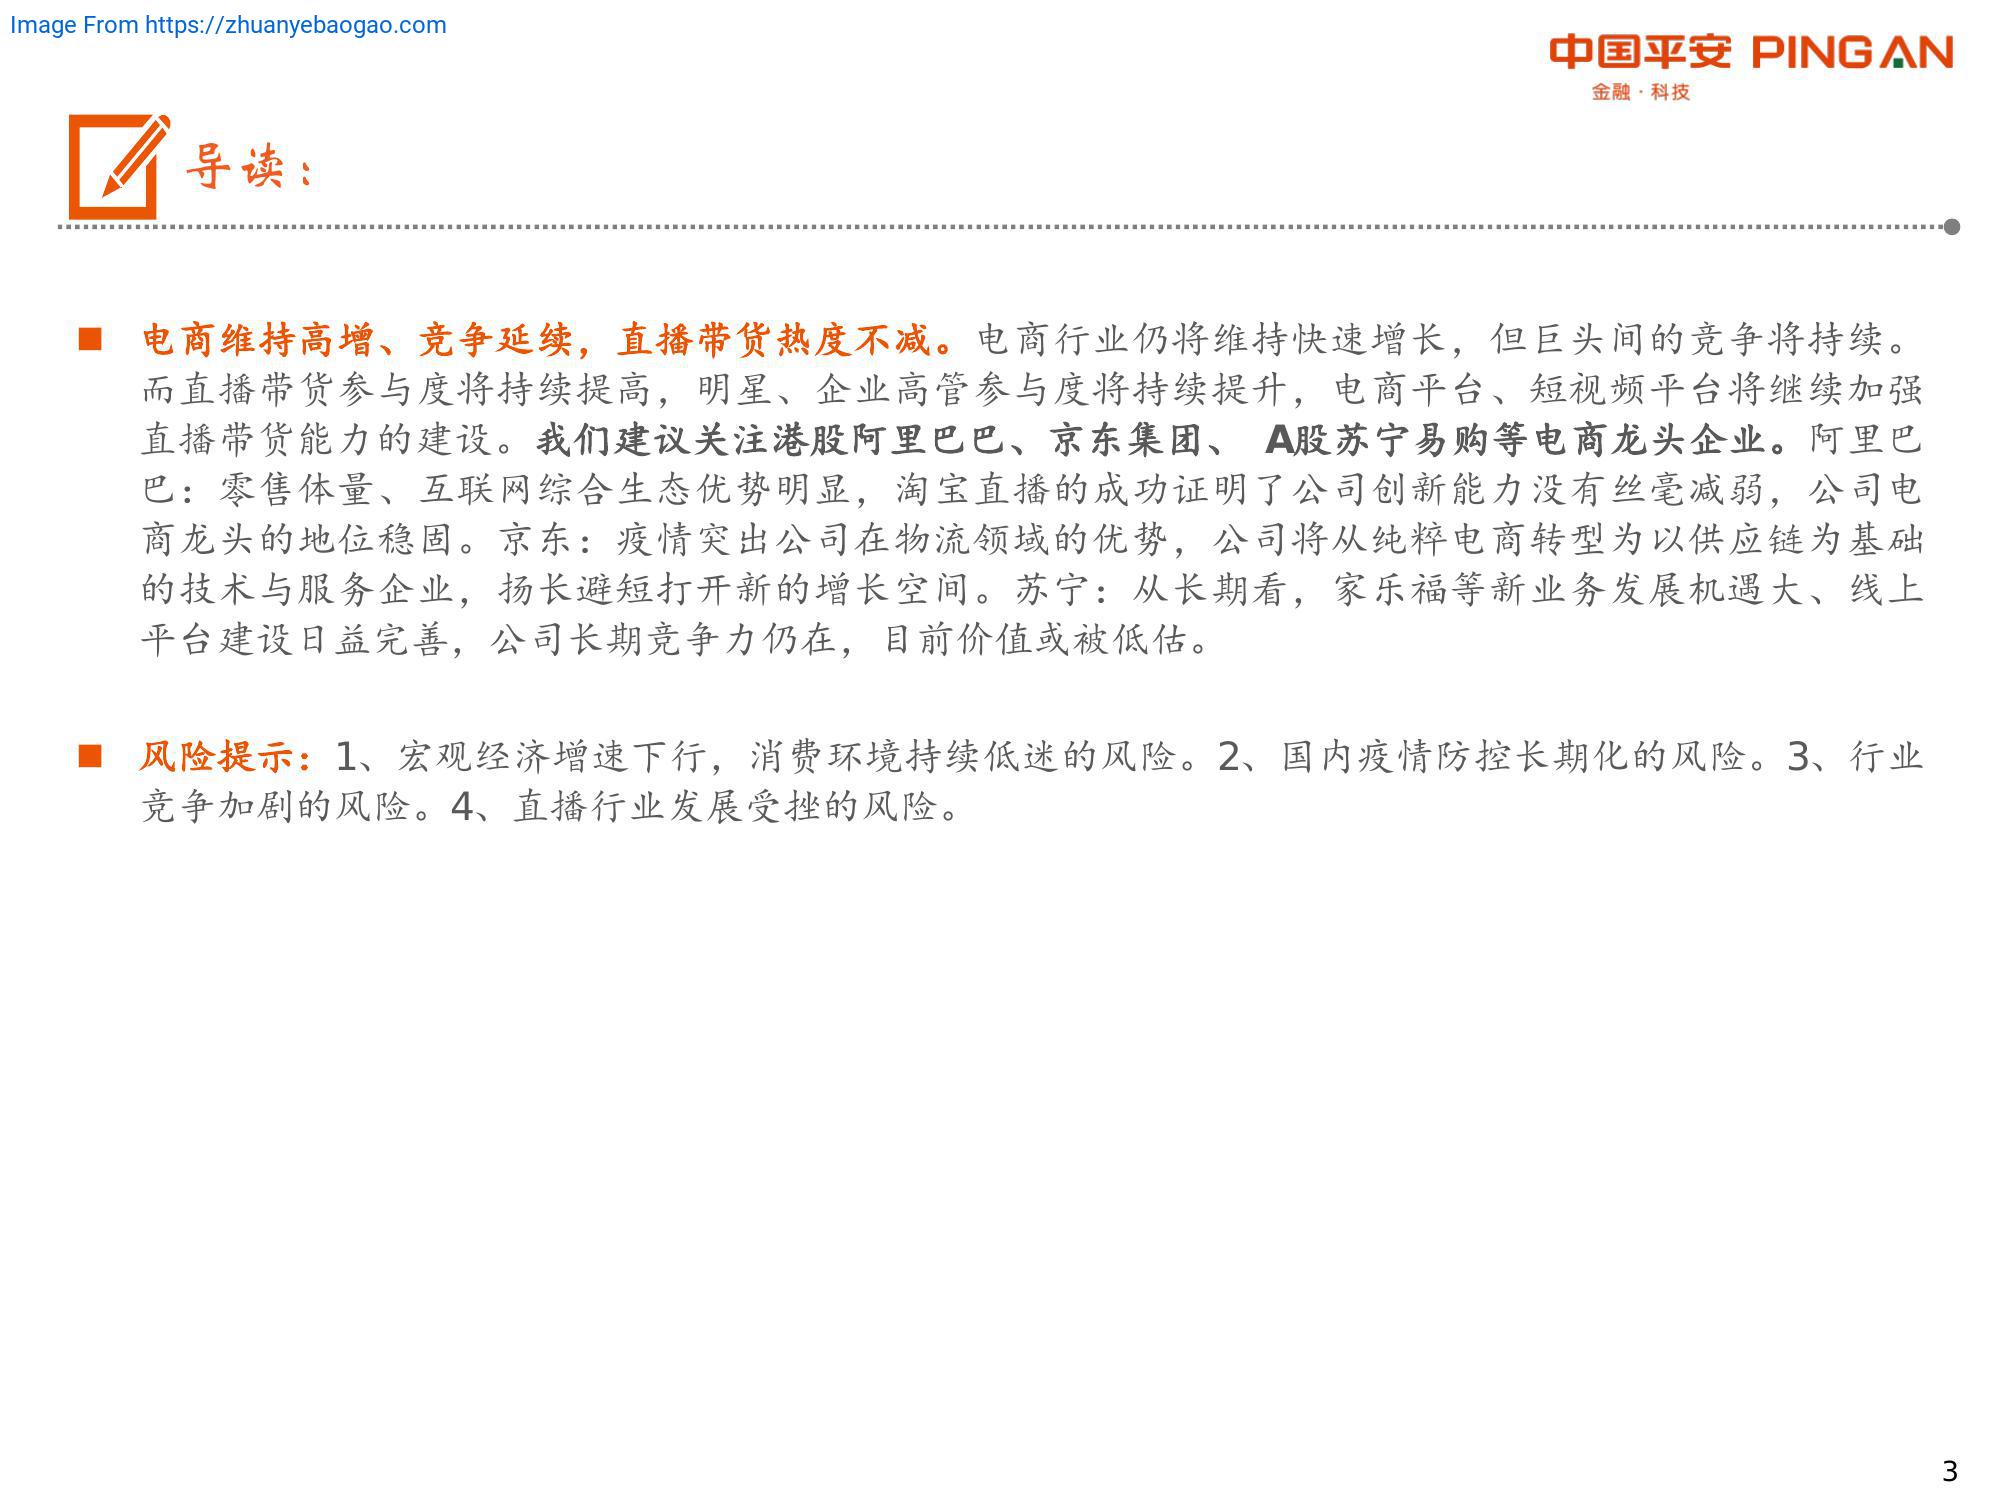 Image From https://zhuanyebaogao.com
中国平安 PING AN
金融·科技
导读：
电商维持高增、竞争延续，直播带货热度不减。电商行业仍将维持快速增长，但巨头间的竞争将持续。
而直播带货参与度将持续提高，明星、企业高管参与度将持续提升，电商平台、短视频平台将继续加强
直播带货能力的建设。我们建议关注港股阿里巴巴、京东集团、 A股苏宁易购等电商龙头企业。阿里巴
巴：零售体量、互联网综合生态优势明显，淘宝直播的成功证明了公司创新能力没有丝毫减弱，公司电
商龙头的地位稳固。京东：疫情突出公司在物流领域的优势，公司将从纯粹电商转型为以供应链为基础
的技术与服务企业，扬长避短打开新的增长空间。苏宁：从长期看，家乐福等新业务发展机遇大、线上
平台建设日益完善，公司长期竞争力仍在，目前价值或被低估。
风险提示：1、宏观经济增速下行，消费环境持续低迷的风险。2、国内疫情防控长期化的风险。3、行业
竞争加剧的风险。4、直播行业发展受挫的风险。
3